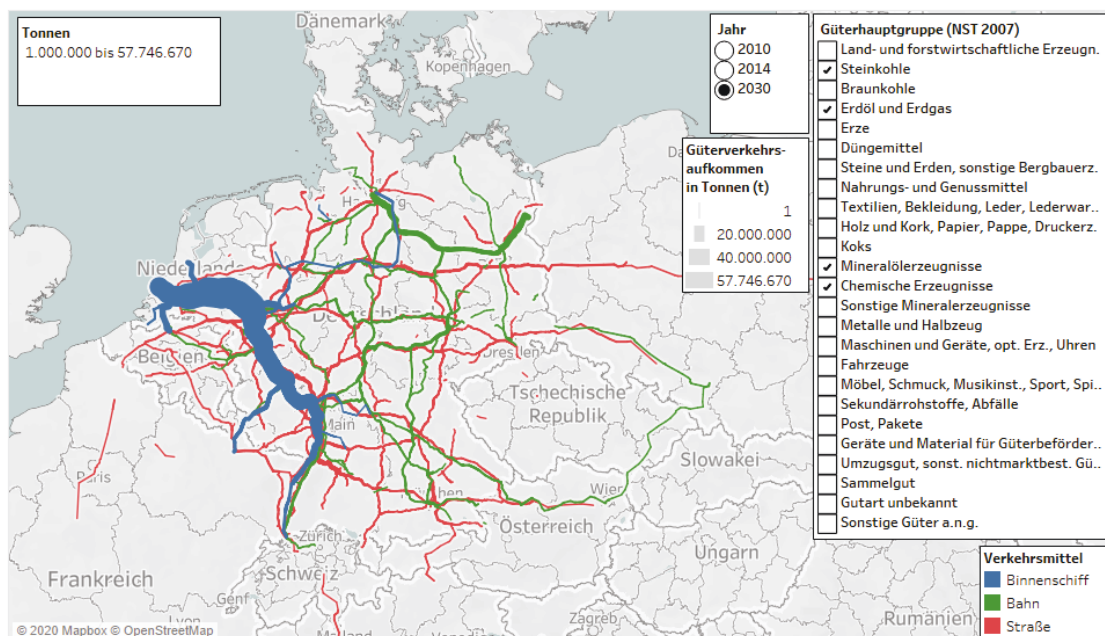 Tonnen
1.000.000 bis 57.746.670
Jahr
2010
2014
2030
Güterverkehrs-
aufkommen
in Tonnen (t)
1
20.000.000
40.000.000
57.746.670
Güterhauptgruppe (NST 2007)
Land- und forstwirtschaftliche Erzeugn.
Steinkohle
Braunkohle
Erdöl und Erdgas
Erze
Düngemittel
Steine und Erden, sonstige Bergbauerz.
Nahrungs- und Genussmittel
Textilien, Bekleidung, Leder, Lederwar..
Holz und Kork, Papier, Pappe, Druckerz.
Koks
Mineralölerzeugnisse
Chemische Erzeugnisse
Sonstige Mineralerzeugnisse
Metalle und Halbzeug
Maschinen und Geräte, opt. Erz., Uhren
Fahrzeuge
Möbel, Schmuck, Musikinst., Sport, Spi..
Sekundärrohstoffe, Abfälle
Post, Pakete
Geräte und Material für Güterbeförder..
Umzugsgut, sonst. nichtmarktbest. Gü..
Sammelgut
Gutart unbekannt
Sonstige Güter a.n.g.
Verkehrsmittel
Binnenschiff
Bahn
Straße
Dänemark
Kopenhagen
Dresden
Tschechische
Republik
Main
Paris
Slowakei
Wien
Österreich
Zürich
Schweiz
Ungarn
Frankreich
Genf
Lyon
Zagreb
Rumänien
© 2020 Mapbox © OpenStreetMap